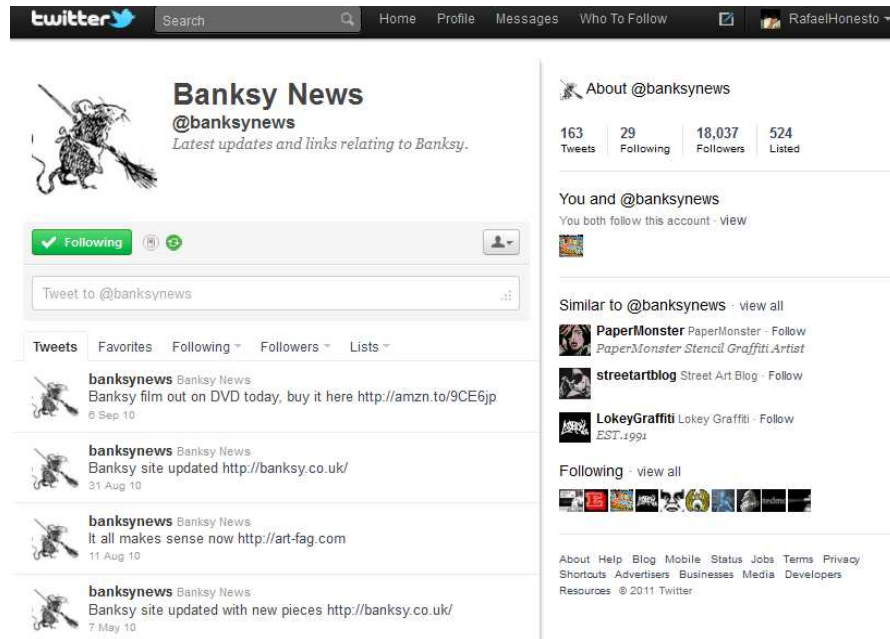 twitter
Search
Home Profile Messages Who To Follow
RafaelHonesto
Banksy News
@banksynews
Latest updates and links relating to Banksy.
Following
Tweet to @banksynews
Tweets Favorites Following Followers Lists
banksynews Banksy News
Banksy film out on DVD today, buy it here http://amzn.to/9CE6jp
6 Sep 10
banksynews Banksy News
Banksy site updated http://banksy.co.uk/
31 Aug 10
banksynews Banksy News
It all makes sense now http://art-fag.com
11 Aug 10
banksynews Banksy News
Banksy site updated with new pieces http://banksy.co.uk/
7 May 10
About @banksynews
163 29 18,037 524
Tweets Following Followers Listed
You and @banksynews
You both follow this account · view
Similar to @banksynews · view all
PaperMonster PaperMonster · Follow
PaperMonster Stencil Graffiti Artist
streetartblog Street Art Blog · Follow
LokeyGraffiti Lokey Graffiti · Follow
EST.1991
Following · view all
About Help Blog Mobile Status Jobs Terms Privacy
Shortcuts Advertisers Businesses Media Developers
Resources © 2011 Twitter